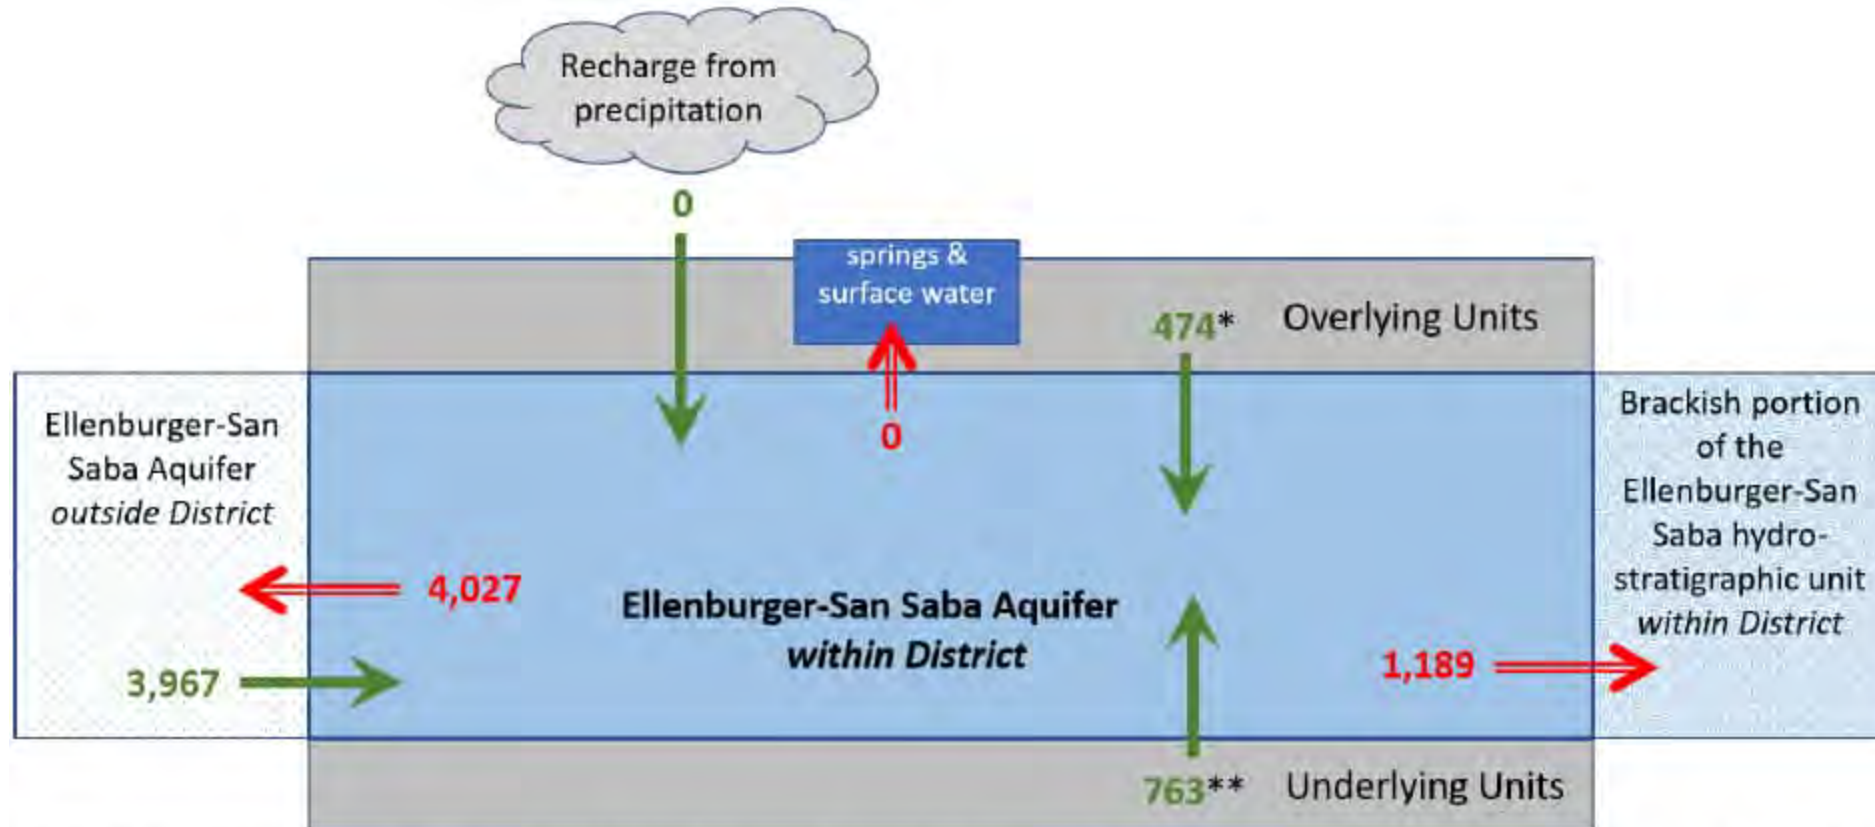 Recharge from
precipitation
0
springs &
surface water
474*
Overlying Units
0
Ellenburger-San
Saba Aquifer
outside District
4,027
3,967
Ellenburger-San Saba Aquifer
within District
Brackish portion
of the
Ellenburger-San
Saba hydro-
stratigraphic unit
within District
1,189
763**
Underlying Units